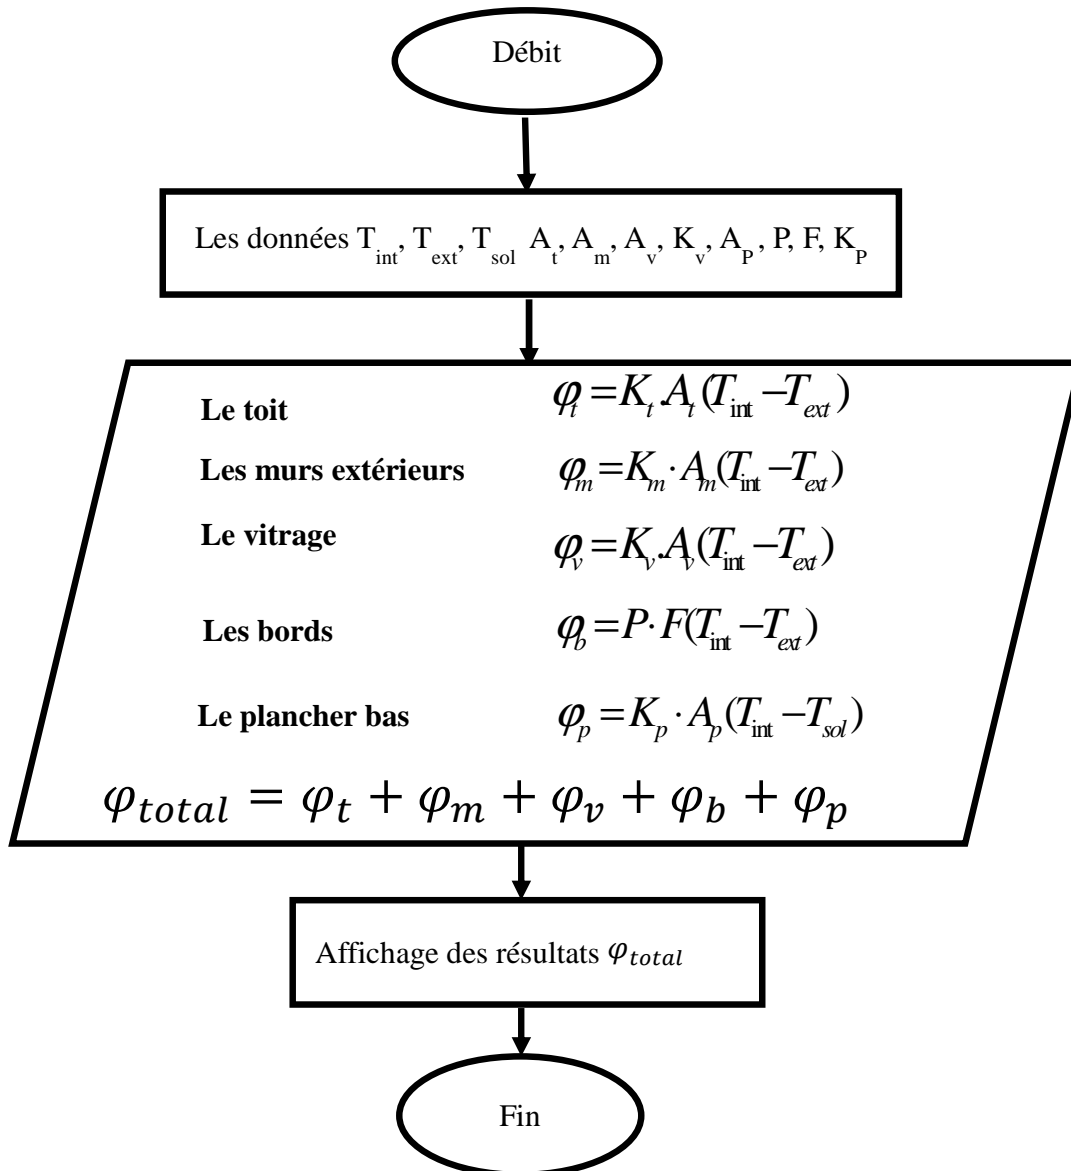 Débit
Les données T_int, T_ext, T_sol A_t, A_m, A_v, K_v, A_P, P, F, K_P
Le toit φ_t = K_t.A_t(T_int − T_ext)
Les murs extérieurs φ_m = K_m · A_m(T_int − T_ext)
Le vitrage φ_v = K_v.A_v(T_int − T_ext)
Les bords φ_b = P · F(T_int − T_ext)
Le plancher bas φ_p = K_p · A_p(T_int − T_sol)
φ_total = φ_t + φ_m + φ_v + φ_b + φ_p
Affichage des résultats φ_total
Fin